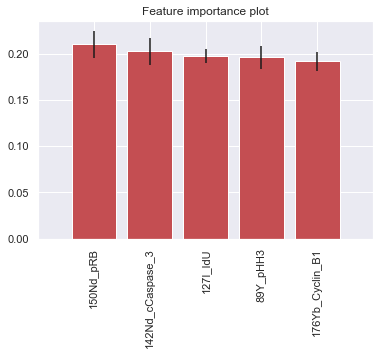 Feature importance plot
0.20
0.15
0.10
0.05
0.00
150Nd_pRB
142Nd_cCaspase_3
127I_IdU
89Y_pHH3
176Yb_Cyclin_B1